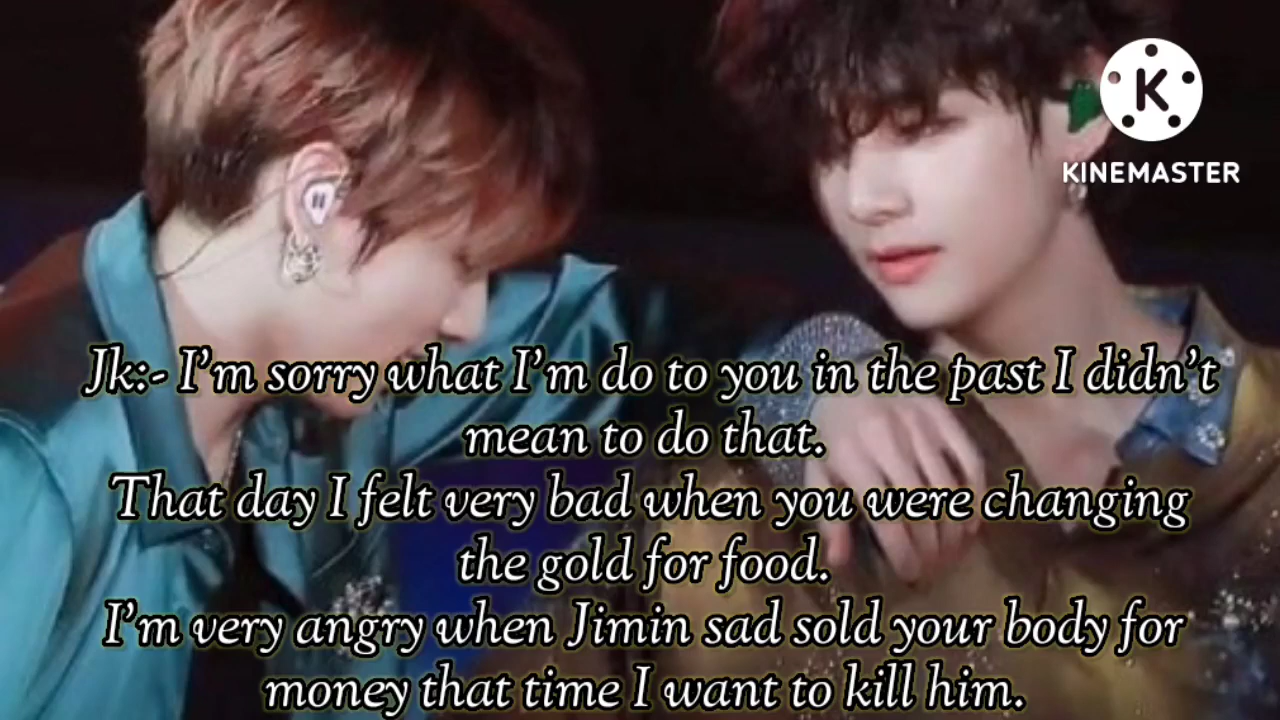 K
KINEMASTER
Jk:- I'm sorry what I'm do to you in the past I didn't
mean to do that.
That day I felt very bad when you were changing
the gold for food.
I'm very angry when Jimin sad sold your body for
money that time I want to kill him.